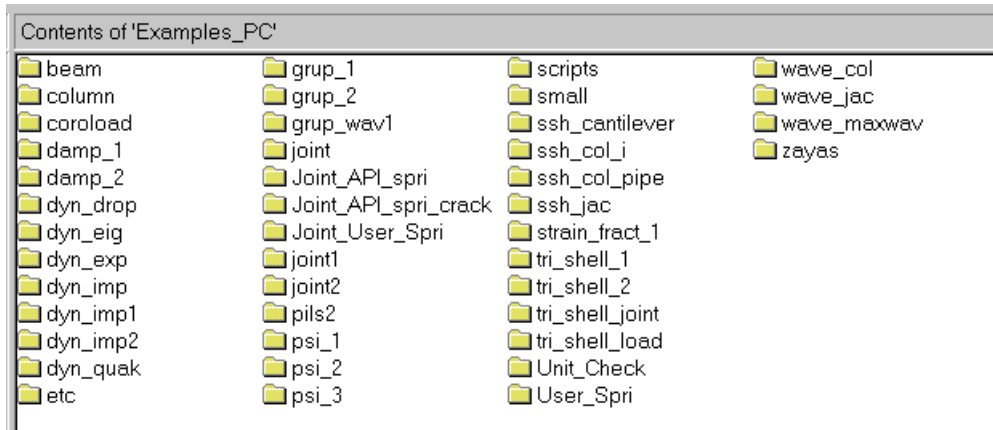 Contents of 'Examples_PC'
beam
column
coroload
damp_1
damp_2
dyn_drop
dyn_eig
dyn_exp
dyn_imp
dyn_imp1
dyn_imp2
dyn_quak
etc
grup_1
grup_2
grup_wav1
joint
Joint_API_spri
Joint_API_spri_crack
Joint_User_Spri
joint1
joint2
pils2
psi_1
psi_2
psi_3
scripts
small
ssh_cantilever
ssh_col_i
ssh_col_pipe
ssh_jac
strain_fract_1
tri_shell_1
tri_shell_2
tri_shell_joint
tri_shell_load
Unit_Check
User_Spri
wave_col
wave_jac
wave_maxwav
zayas